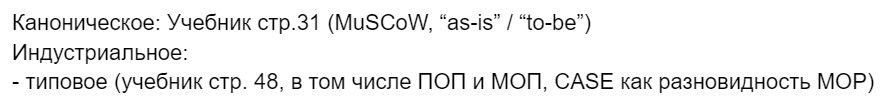 Каноническое: Учебник стр.31 (MuSCoW, “as-is” / “to-be”)
Индустриальное:
- типовое (учебник стр. 48, в том числе ПОП и МОП, CASE как разновидность МОР)